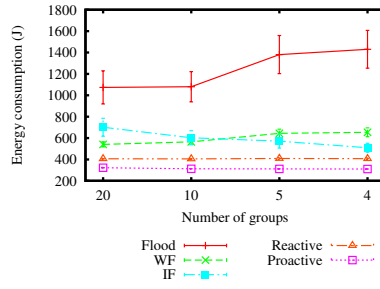 1800
1600
1400
1200
1000
800
600
400
200
Energy consumption (J)
20 10 5 4
Number of groups
Flood Reactive
WF Proactive
IF